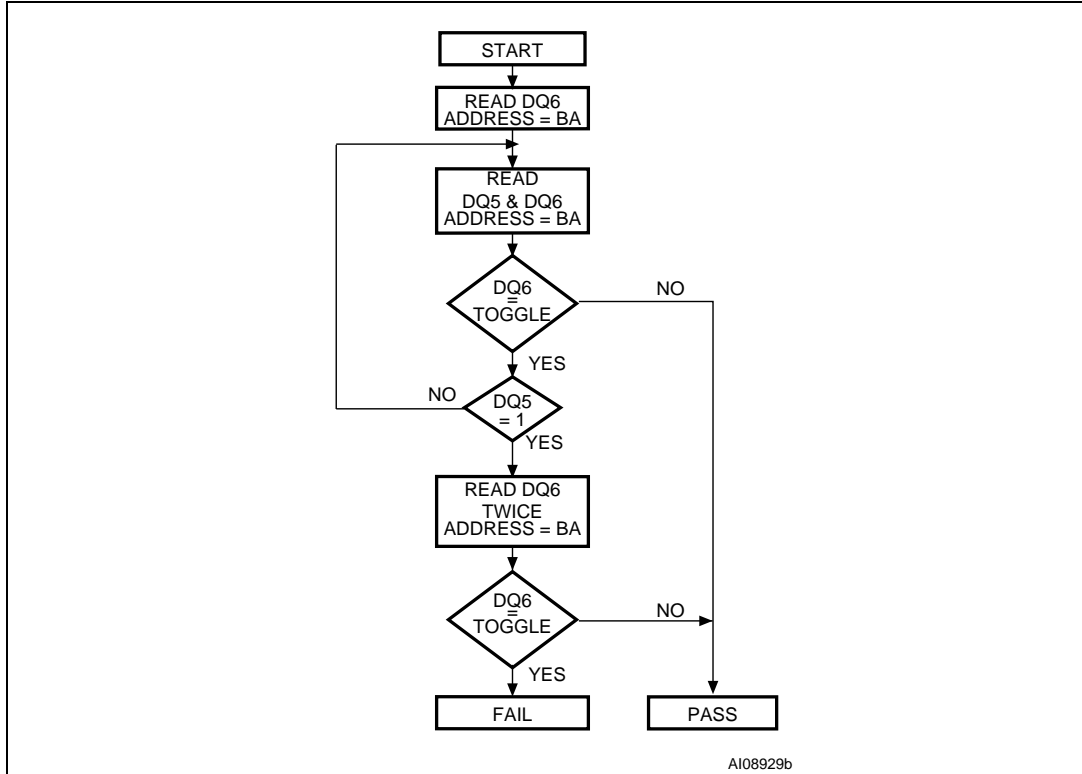 START
READ DQ6
ADDRESS = BA
READ
DQ5 & DQ6
ADDRESS = BA
DQ6
=
TOGGLE
NO
YES
NO
DQ5
= 1
YES
READ DQ6
TWICE
ADDRESS = BA
DQ6
=
TOGGLE
NO
YES
FAIL
PASS
AI08929b